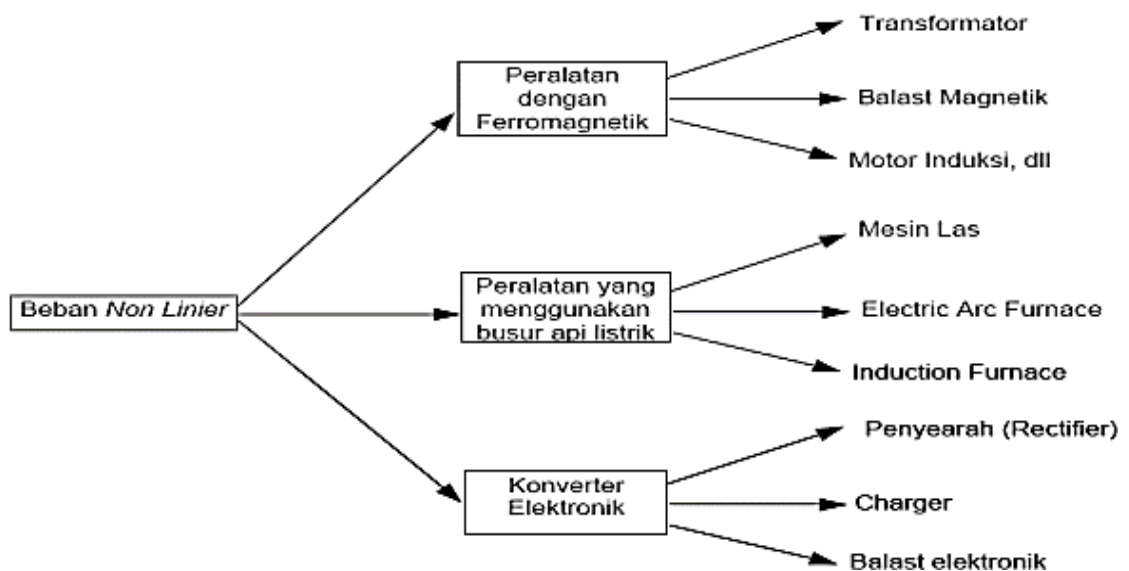 Beban Non Linier
Peralatan
dengan
Ferromagnetik
Transformator
Balast Magnetik
Motor Induksi, dll
Peralatan yang
menggunakan
busur api listrik
Mesin Las
Electric Arc Furnace
Induction Furnace
Konverter
Elektronik
Penyearah (Rectifier)
Charger
Balast elektronik